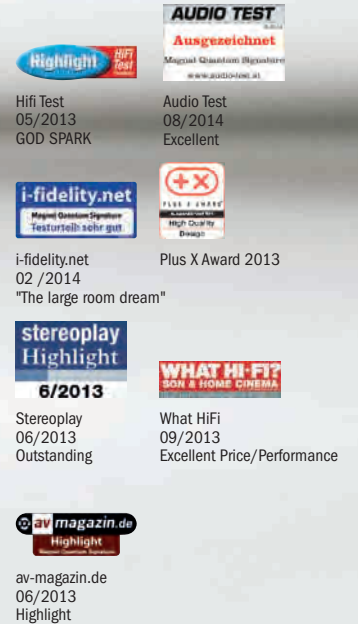 Highlight
HiFi
Test
Hifi Test
05/2013
GOD SPARK
AUDIO TEST
Ausgezeichnet
Magnat Quantum Signature
www.audio-test.at
Audio Test
08/2014
Excellent
i-fidelity.net
Magnat Quantum Signature
Testurteil: sehr gut
i-fidelity.net
02 /2014
"The large room dream"
+X
PLUS X AWARD
High Quality
Design
Plus X Award 2013
stereoplay
Highlight
6/2013
Stereoplay
06/2013
Outstanding
WHAT HI-FI?
SON & HOME CINEMA
What HiFi
09/2013
Excellent Price/Performance
av magazin.de
Highlight
Magnat Quantum Signature
av-magazin.de
06/2013
Highlight